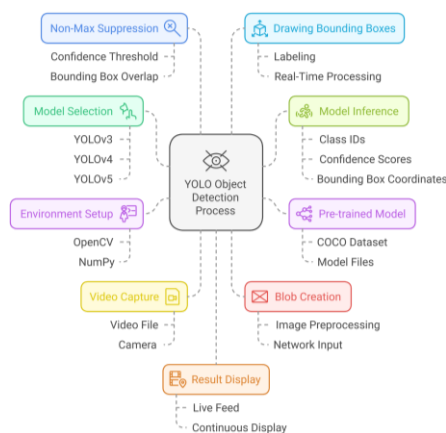 Non-Max Suppression
Confidence Threshold
Bounding Box Overlap
Drawing Bounding Boxes
Labeling
Real-Time Processing
Model Selection
YOLOv3
YOLOv4
YOLOv5
Model Inference
Class IDs
Confidence Scores
Bounding Box Coordinates
YOLO Object
Detection
Process
Environment Setup
OpenCV
NumPy
Pre-trained Model
COCO Dataset
Model Files
Video Capture
Video File
Camera
Blob Creation
Image Preprocessing
Network Input
Result Display
Live Feed
Continuous Display